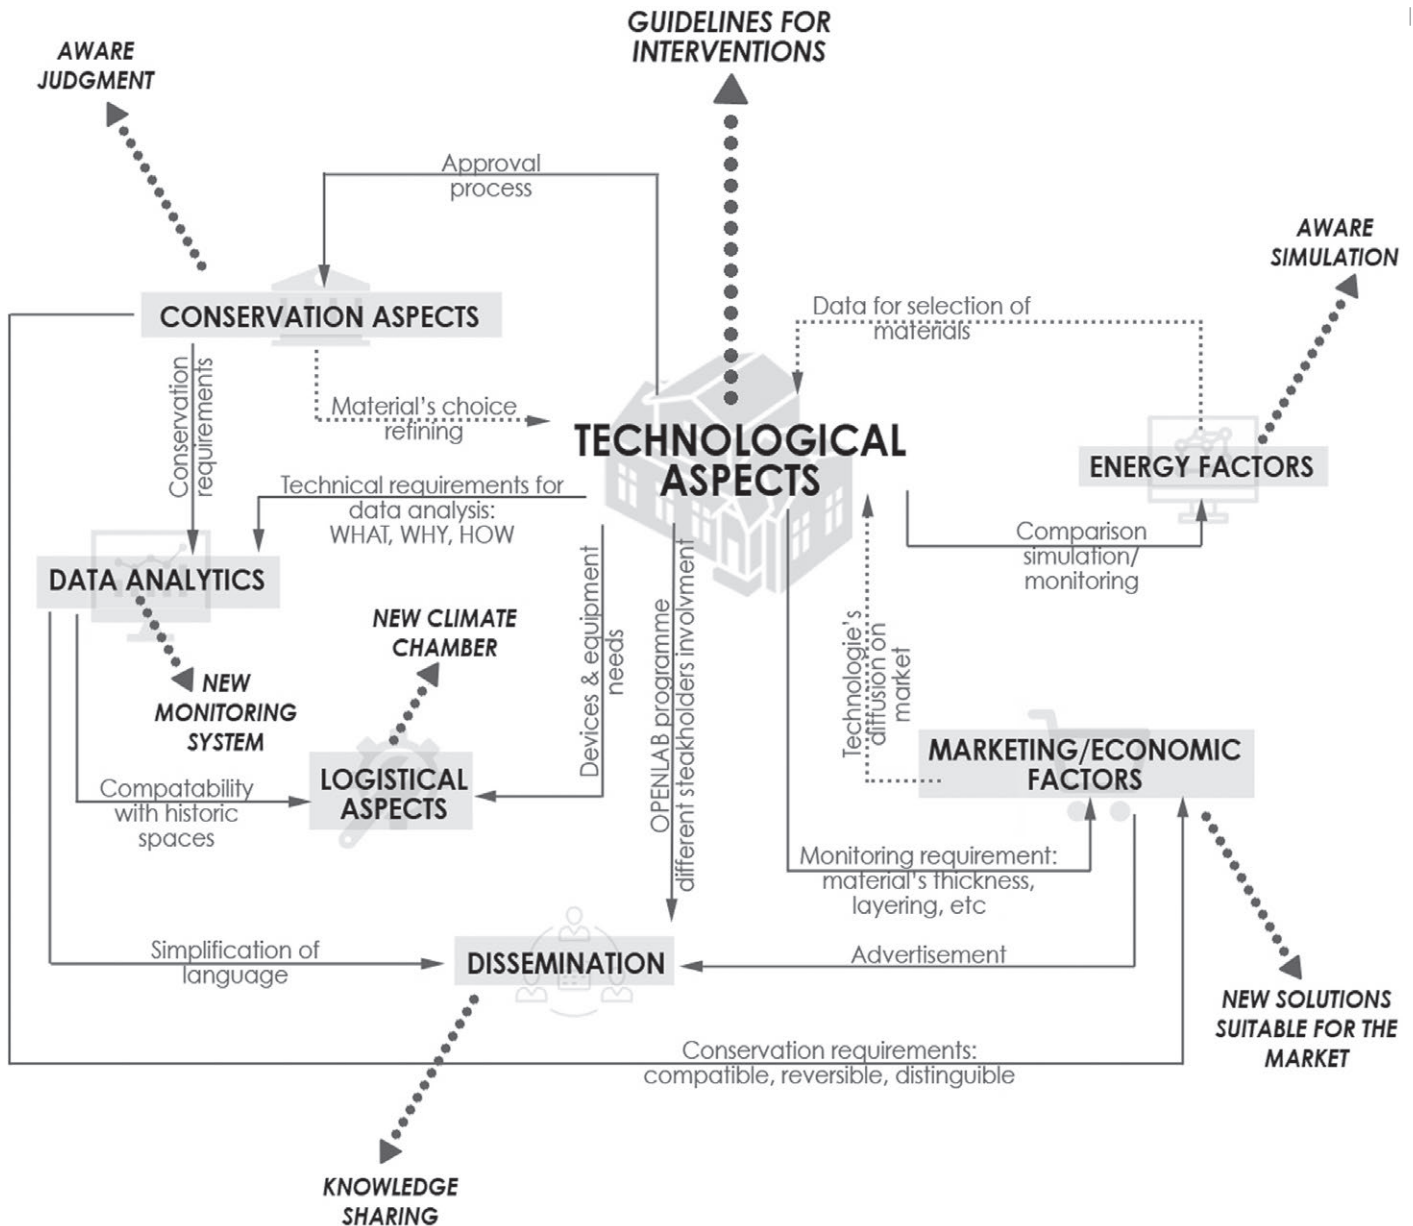 GUIDELINES FOR
INTERVENTIONS
AWARE
JUDGMENT
Approval
process
AWARE
SIMULATION
CONSERVATION ASPECTS
Data for selection of
materials
Conservation
requirements
Material's choice
refining
TECHNOLOGICAL
ASPECTS
ENERGY FACTORS
Technical requirements for
data analysis:
WHAT, WHY, HOW
Comparison
simulation/
monitoring
DATA ANALYTICS
NEW CLIMATE
CHAMBER
Devices & equipment
needs
OPENLAB programme
different steakholders involvment
Technologie's
diffusion on
market
NEW
MONITORING
SYSTEM
LOGISTICAL
ASPECTS
MARKETING/ECONOMIC
FACTORS
Compatability
with historic
spaces
Monitoring requirement:
material's thickness,
layering, etc
Simplification of
language
DISSEMINATION
Advertisement
NEW SOLUTIONS
SUITABLE FOR THE
MARKET
Conservation requirements:
compatible, reversible, distinguible
KNOWLEDGE
SHARING